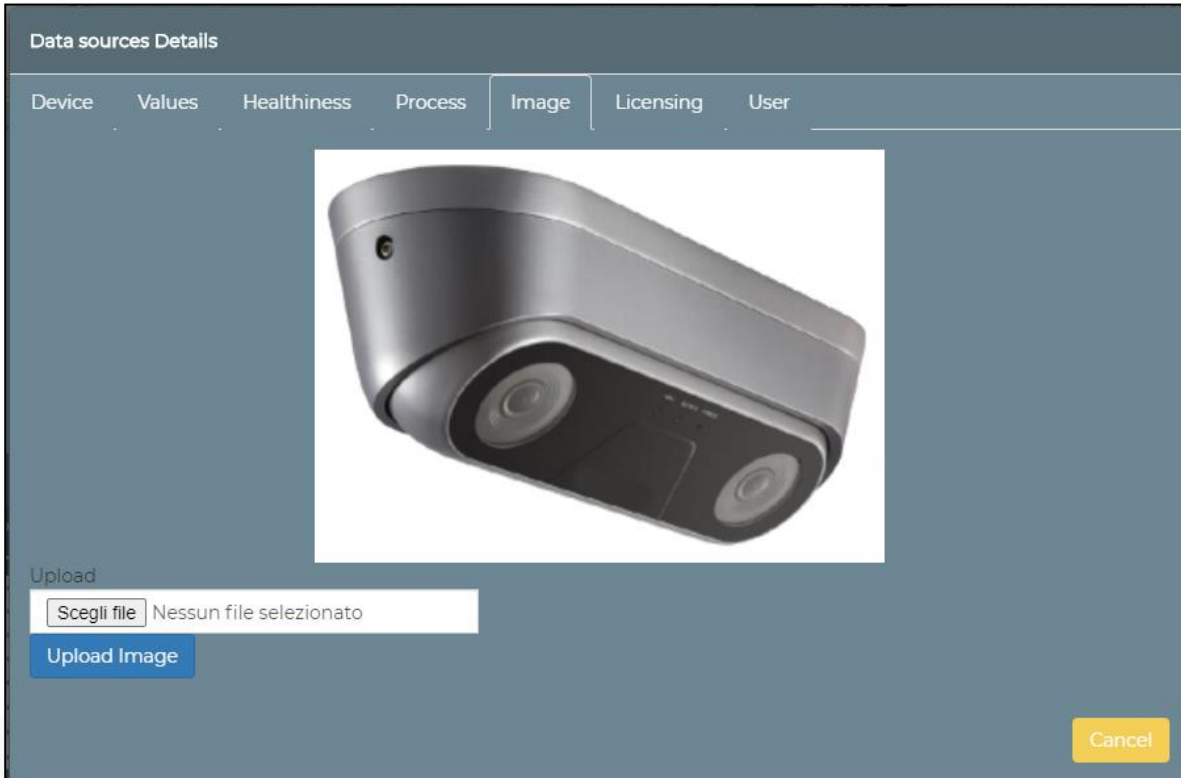 Data sources Details
Device Values Healthiness Process Image Licensing User
Upload
Scegli file Nessun file selezionato
Upload Image
Cancel